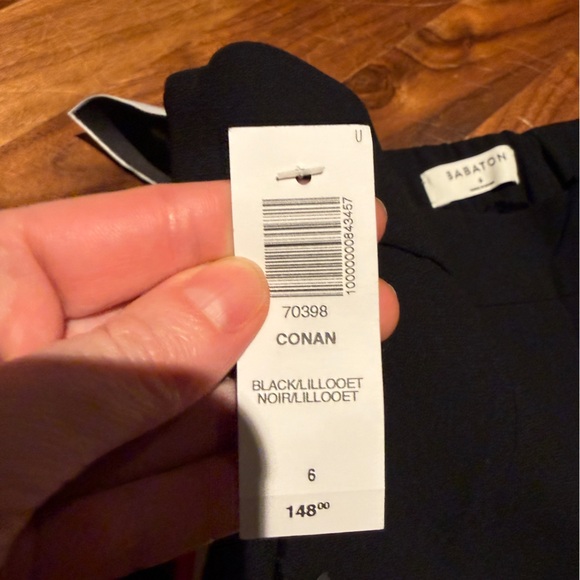 U
10000000843457
70398
CONAN
BLACK/LILLOOET
NOIR/LILLOOET
6
148⁰⁰
BABATON